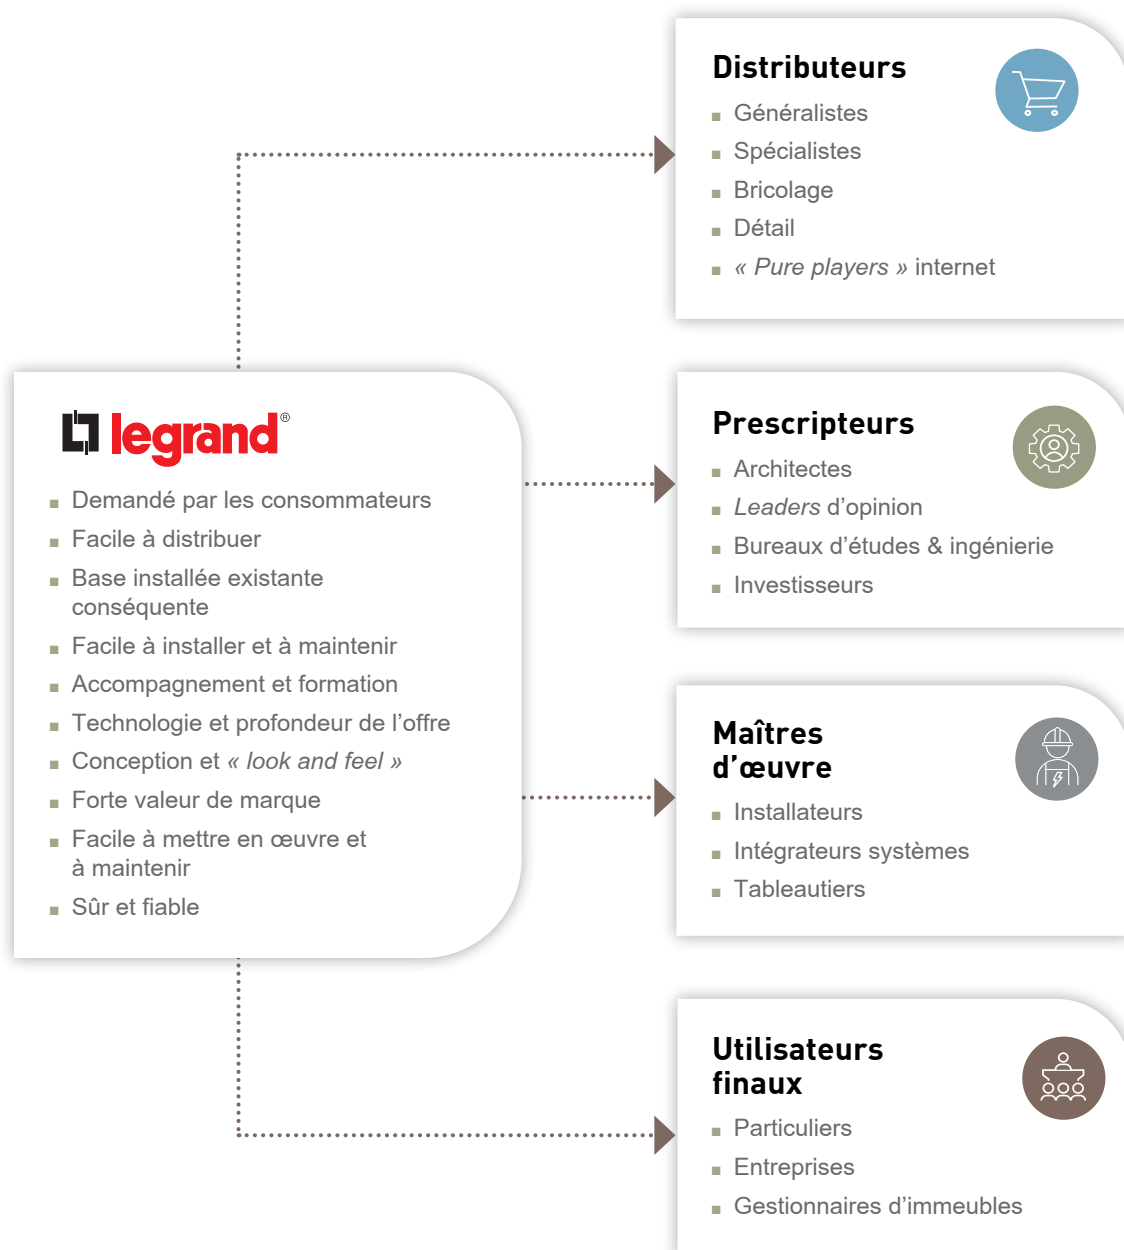 legrand®
Demandé par les consommateurs
Facile à distribuer
Base installée existante
conséquente
Facile à installer et à maintenir
Accompagnement et formation
Technologie et profondeur de l’offre
Conception et « look and feel »
Forte valeur de marque
Facile à mettre en œuvre et
à maintenir
Sûr et fiable
Distributeurs
Généralistes
Spécialistes
Bricolage
Détail
« Pure players » internet
Prescripteurs
Architectes
Leaders d’opinion
Bureaux d’études & ingénierie
Investisseurs
Maîtres
d’œuvre
Installateurs
Intégrateurs systèmes
Tableautiers
Utilisateurs
finaux
Particuliers
Entreprises
Gestionnaires d’immeubles